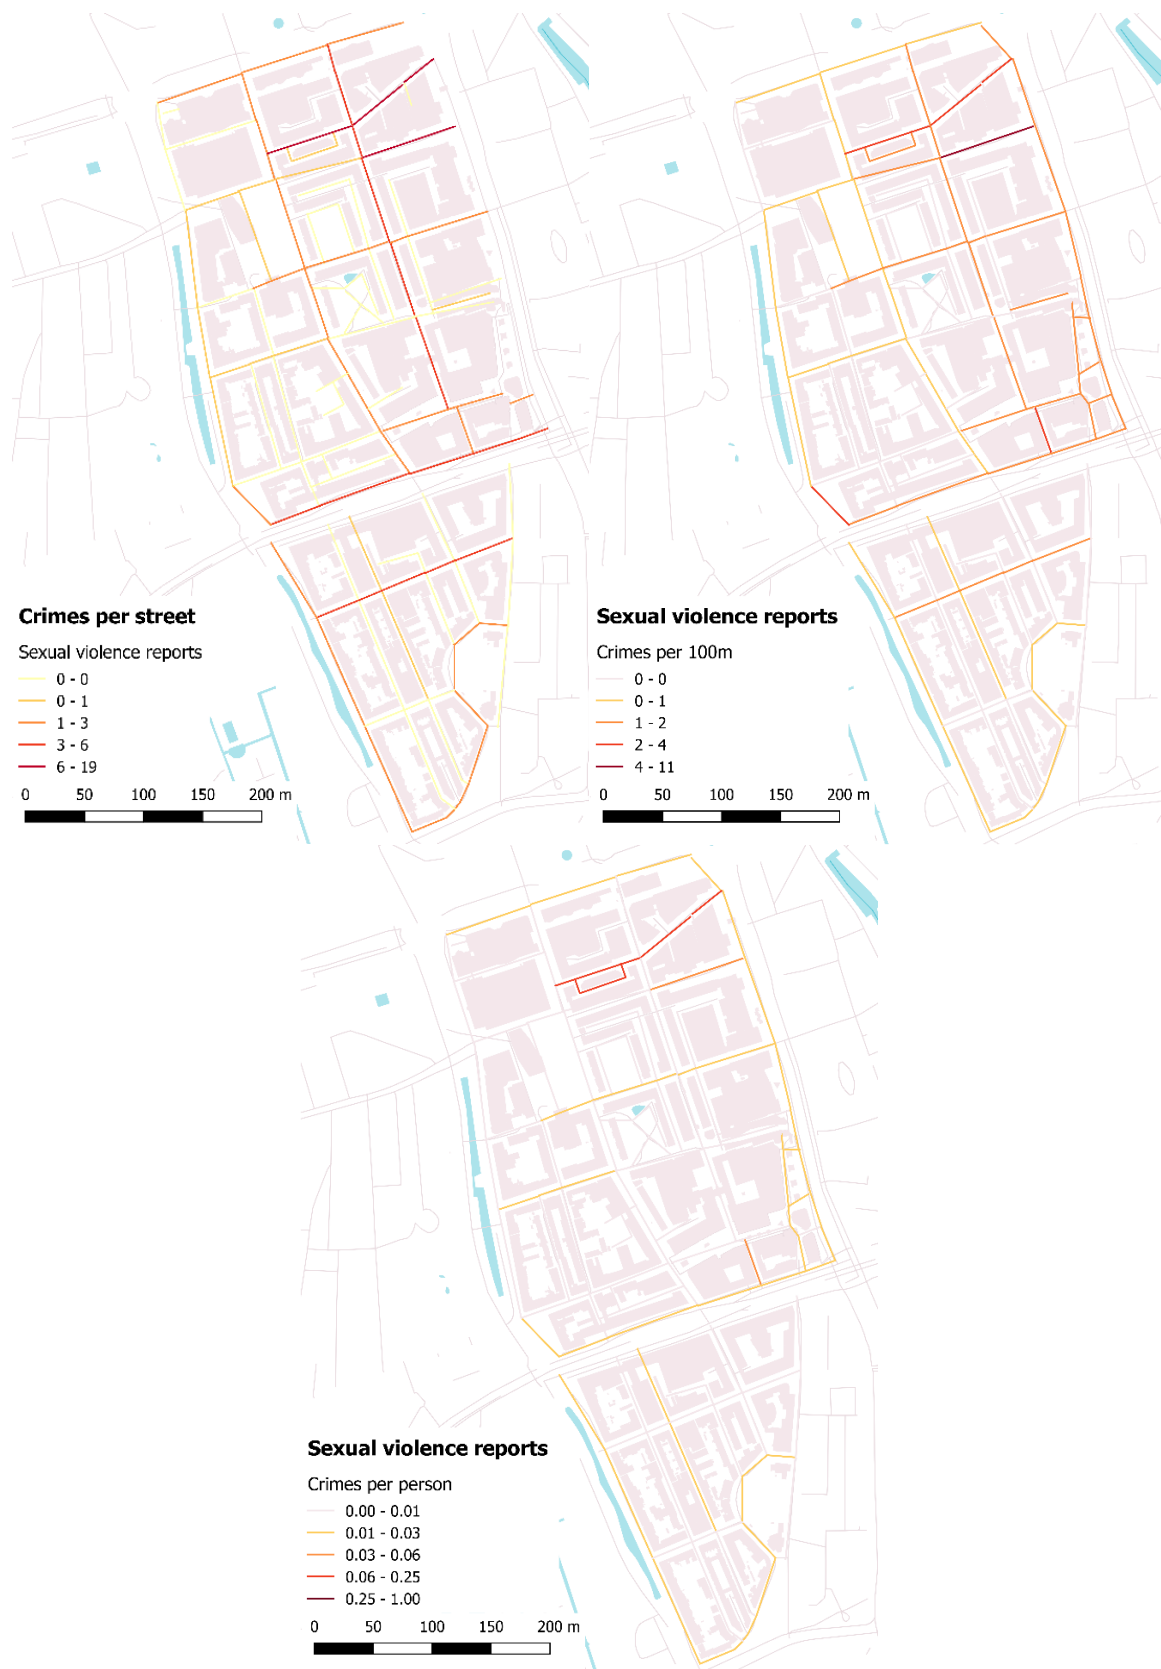 Crimes per street
Sexual violence reports
0 - 0
0 - 1
1 - 3
3 - 6
6 - 19
0 50 100 150 200 m
Sexual violence reports
Crimes per 100m
0 - 0
0 - 1
1 - 2
2 - 4
4 - 11
0 50 100 150 200 m
Sexual violence reports
Crimes per person
0.00 - 0.01
0.01 - 0.03
0.03 - 0.06
0.06 - 0.25
0.25 - 1.00
0 50 100 150 200 m